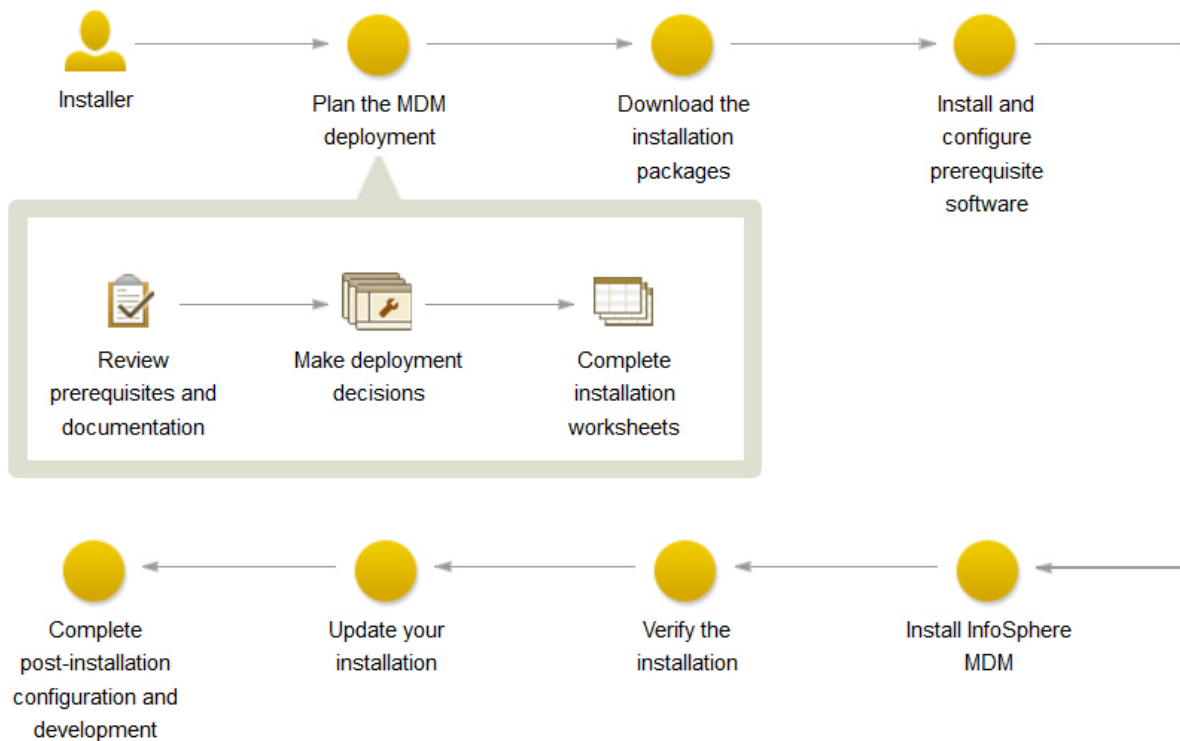 Installer
Plan the MDM
deployment
Download the
installation
packages
Install and
configure
prerequisite
software
Review
prerequisites and
documentation
Make deployment
decisions
Complete
installation
worksheets
Complete
post-installation
configuration and
development
Update your
installation
Verify the
installation
Install InfoSphere
MDM